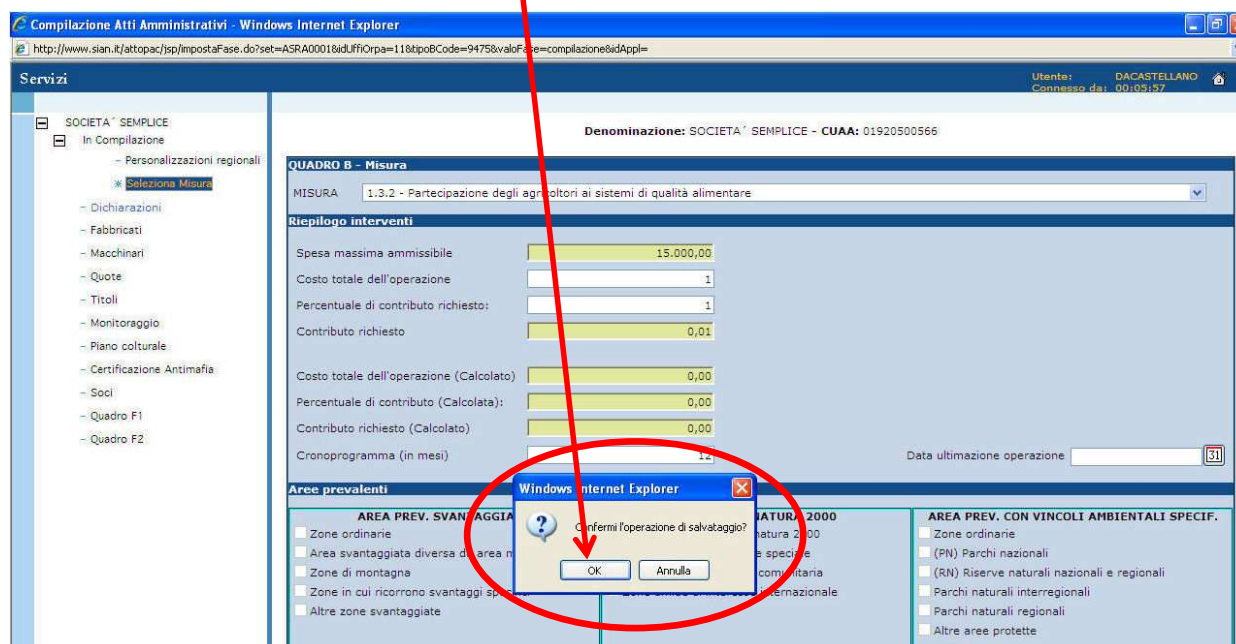 Compilazione Atti Amministrativi - Windows Internet Explorer
http://www.sian.it/attopac/jsp/impostaFase.do?set=ASRA0001&idUffiOrpa=11&tipoBCode=9475&valoFase=compilazione&idAppl=
Servizi
Utente: DACASTELLANO
Connesso da: 00:05:57
SOCIETA´ SEMPLICE
In Compilazione
- Personalizzazioni regionali
Seleziona Misura
- Dichiarazioni
- Fabbricati
- Macchinari
- Quote
- Titoli
- Monitoraggio
- Piano colturale
- Certificazione Antimafia
- Soci
- Quadro F1
- Quadro F2
Denominazione: SOCIETA´ SEMPLICE - CUAA: 01920500566
QUADRO B - Misura
MISURA 1.3.2 - Partecipazione degli agricoltori ai sistemi di qualità alimentare
Riepilogo interventi
Spesa massima ammissibile 15.000,00
Costo totale dell'operazione 1
Percentuale di contributo richiesto: 1
Contributo richiesto 0,01
Costo totale dell'operazione (Calcolato) 0,00
Percentuale di contributo (Calcolata): 0,00
Contributo richiesto (Calcolato) 0,00
Cronoprogramma (in mesi) 12 Data ultimazione operazione 31
Aree prevalenti
AREA PREV. SVANTAGGIA
Zone ordinarie
Area svantaggiata diversa da area m
Zone di montagna
Zone in cui ricorrono svantaggi
Altre zone svantaggiate
Windows Internet Explorer
Confermi l'operazione di salvataggio?
OK Annulla
NATURA 2000
natura 2000
e speciale
comunitaria
internazionale
AREA PREV. CON VINCOLI AMBIENTALI SPECIF.
Zone ordinarie
(PN) Parchi nazionali
(RN) Riserve naturali nazionali e regionali
Parchi naturali interregionali
Parchi naturali regionali
Altre aree protette